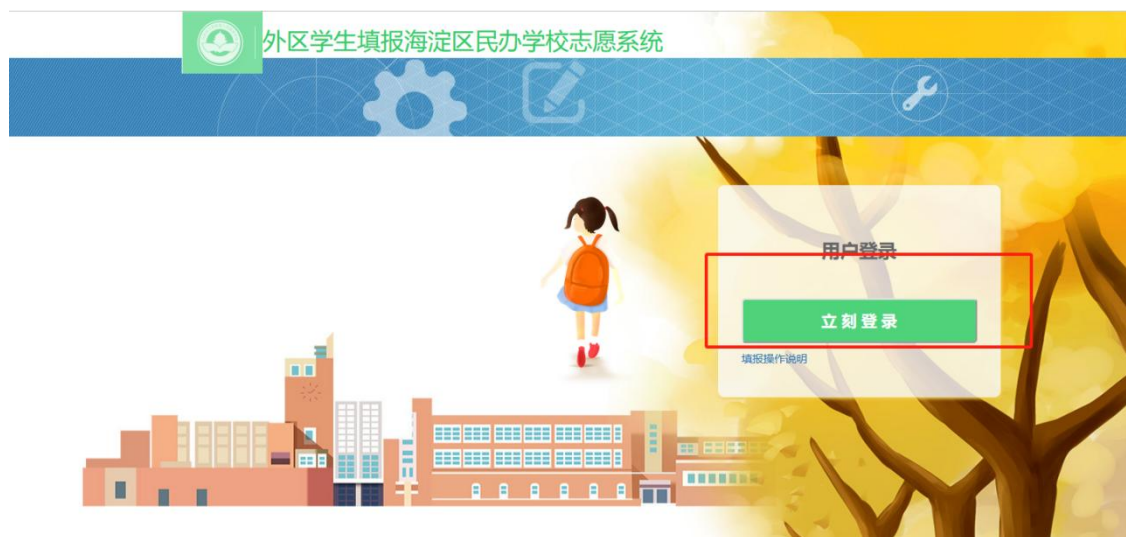 外区学生填报海淀区民办学校志愿系统
用户登录
立刻登录
填报操作说明